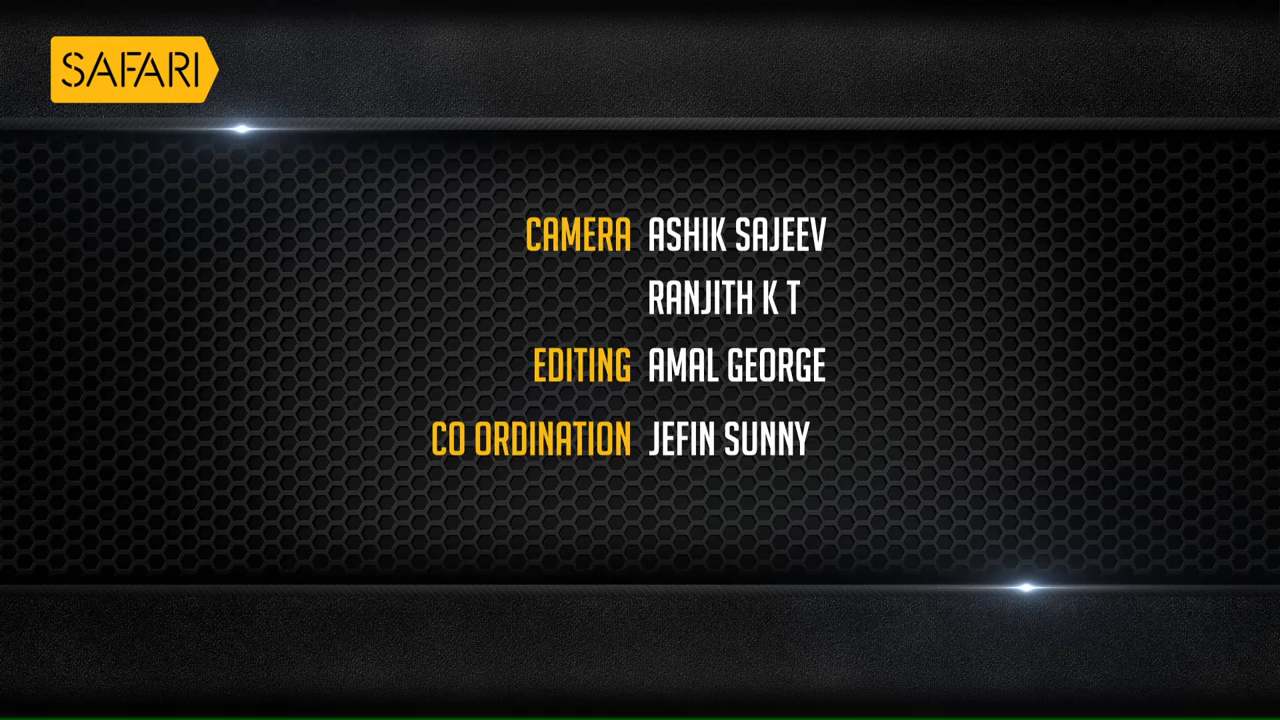 SAFARI
CAMERA ASHIK SAJEEV
RANJITH K T
EDITING AMAL GEORGE
CO ORDINATION JEFIN SUNNY